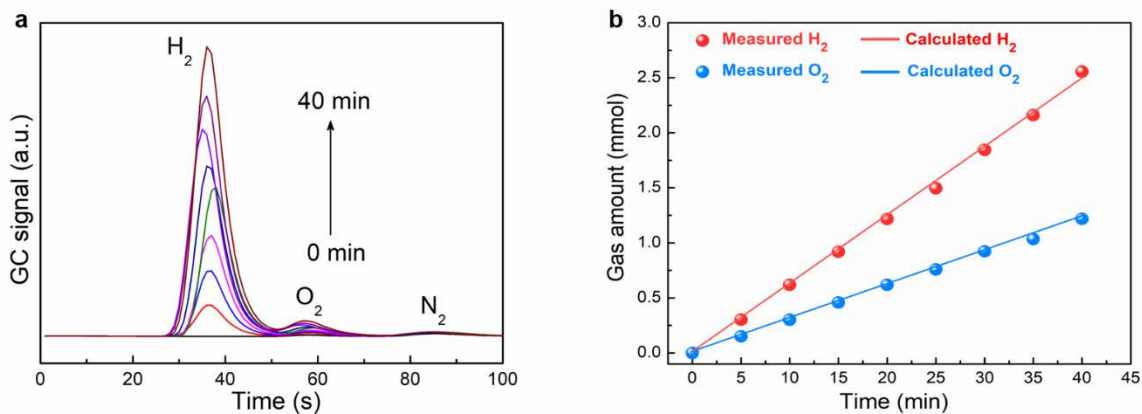 a
H2
40 min
0 min
O2
N2
GC signal (a.u.)
0 20 40 60 80 100
Time (s)
b
Measured H2 Calculated H2
Measured O2 Calculated O2
3.0
2.5
2.0
1.5
1.0
0.5
0.0
Gas amount (mmol)
0 5 10 15 20 25 30 35 40 45
Time (min)